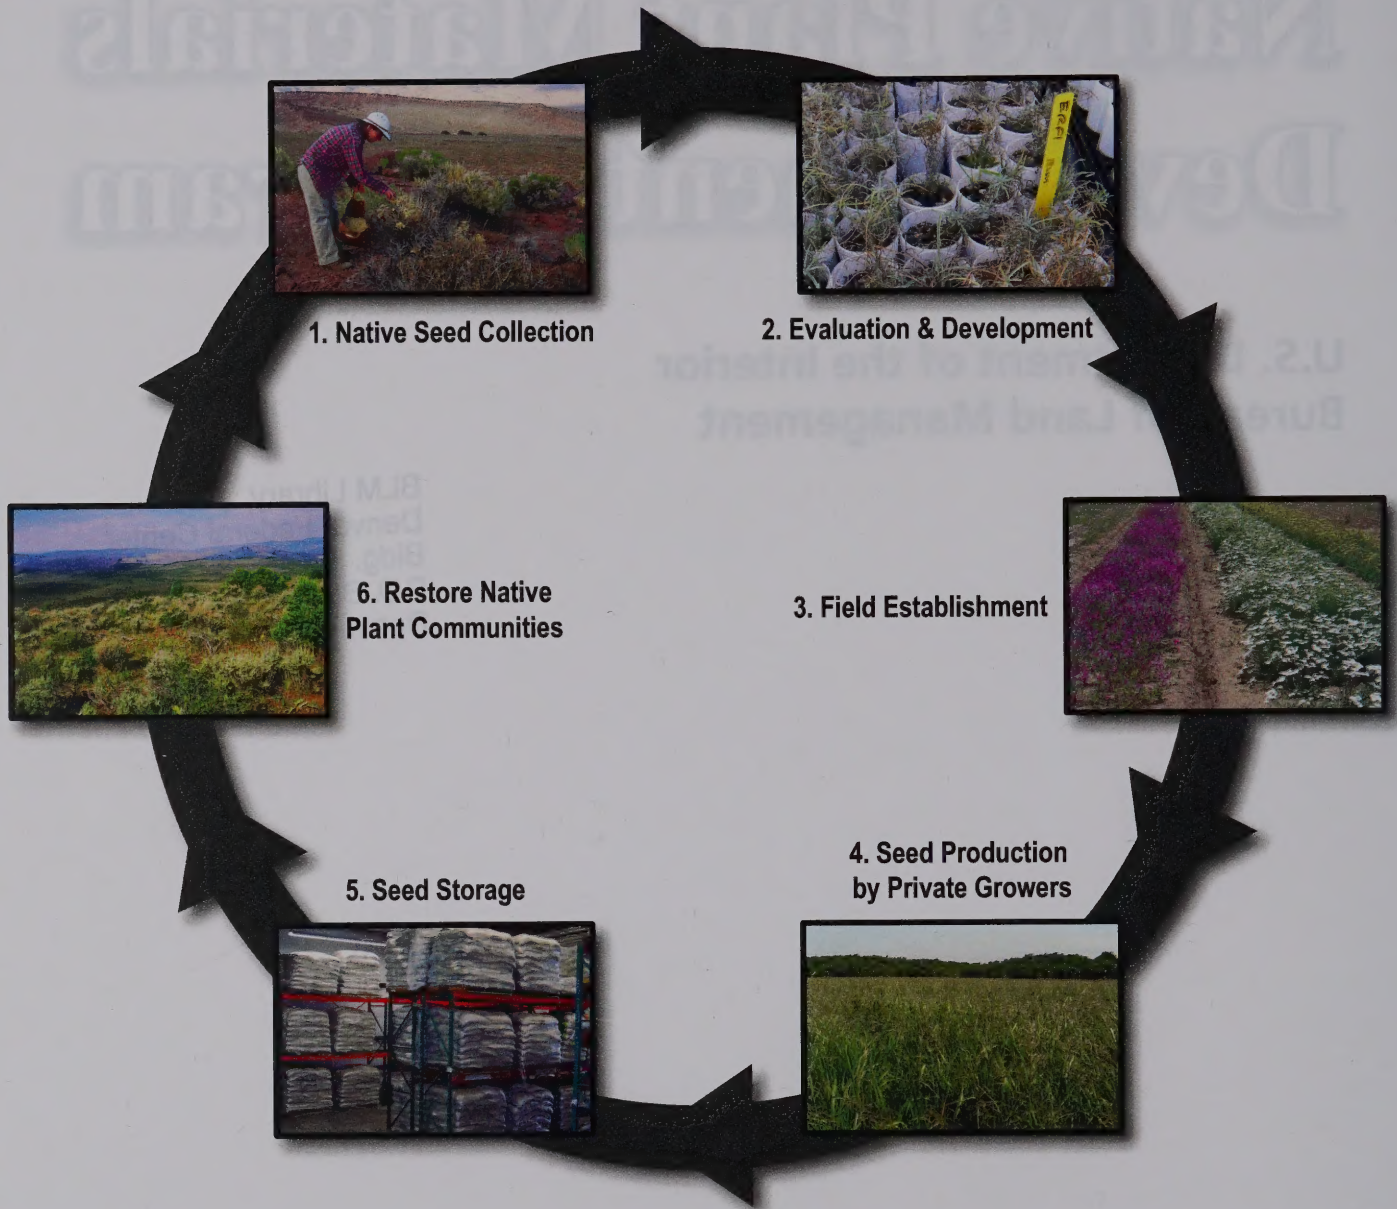 1. Native Seed Collection
2. Evaluation & Development
3. Field Establishment
4. Seed Production
by Private Growers
5. Seed Storage
6. Restore Native
Plant Communities